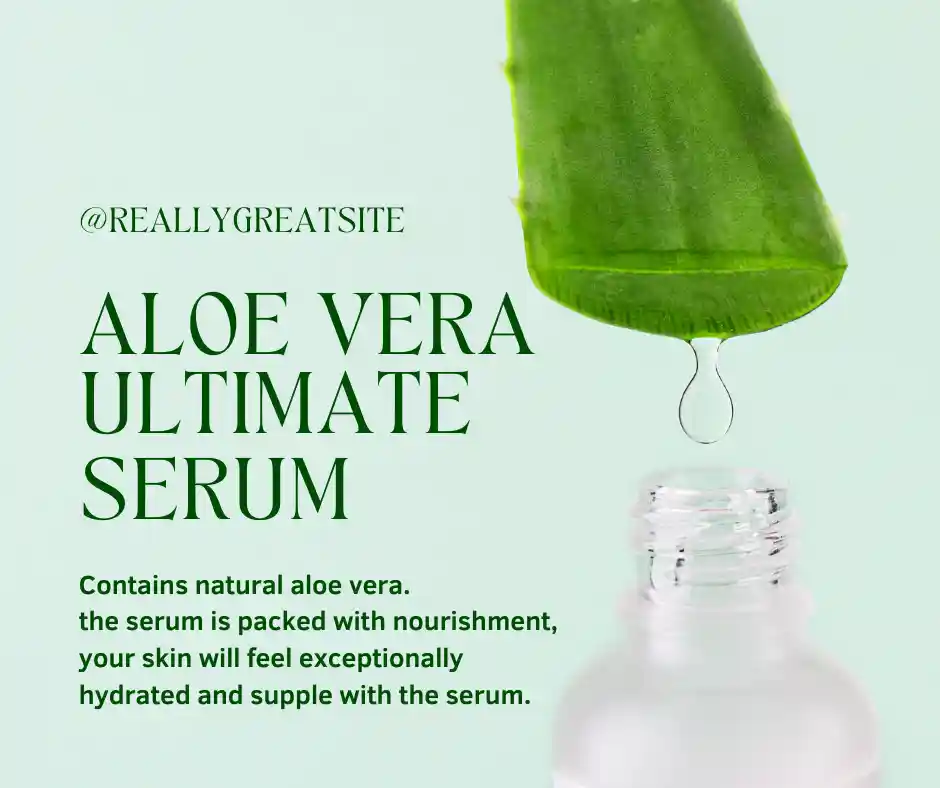 @REALLYGREATSITE
ALOE VERA
ULTIMATE
SERUM
Contains natural aloe vera.
the serum is packed with nourishment,
your skin will feel exceptionally
hydrated and supple with the serum.